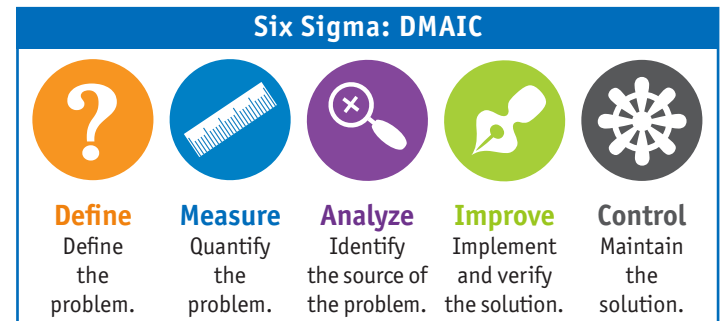 Six Sigma: DMAIC
Define
Define
the
problem.
Measure
Quantify
the
problem.
Analyze
Identify
the source of
the problem.
Improve
Implement
and verify
the solution.
Control
Maintain
the
solution.